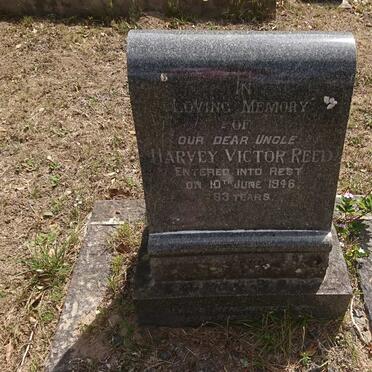 IN
LOVING MEMORY
OF
OUR DEAR UNCLE
HARVEY VICTOR REED
ENTERED INTO REST
ON 10TH JUNE 1946
83 YEARS